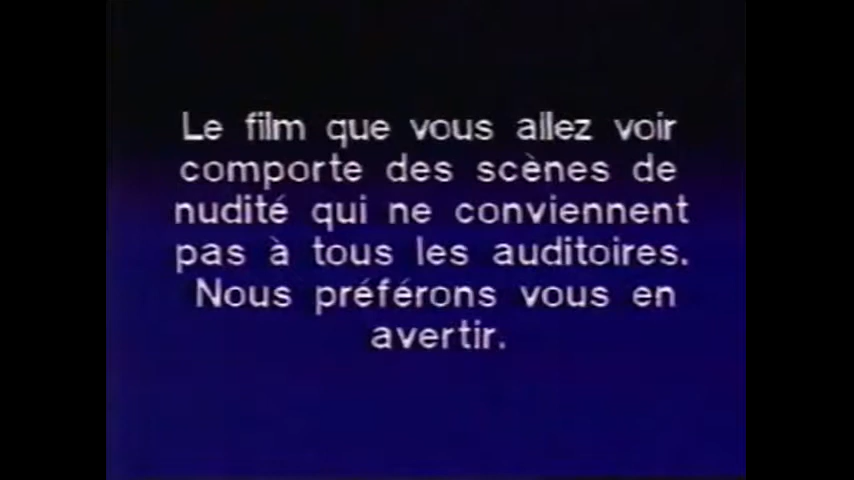 Le film que vous allez voir
comporte des scènes de
nudité qui ne conviennent
pas à tous les auditoires.
Nous préférons vous en
avertir.